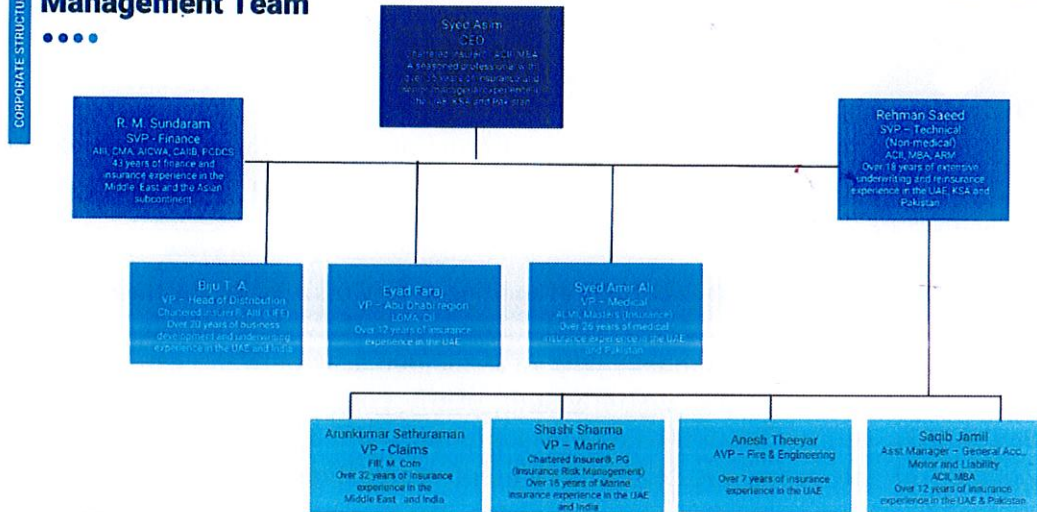 CORPORATE STRUCTU
Management Team
Syed Asim
CEO
Chartered Insurer®, ACII, MBA
A seasoned professional with
over 35 years of insurance and
the UAE, KSA and Pakistan
R. M. Sundaram
SVP - Finance
AIII, CMA, AICWA, CAIIB, PGDCS
43 years of finance and
insurance experience in the
Middle East and the Asian
subcontinent
Rehman Saeed
SVP – Technical
(Non-medical)
ACII, MBA, ARM
Over 18 years of extensive
underwriting and reinsurance
experience in the UAE, KSA and
Pakistan
Biju T. A.
VP – Head of Distribution
Chartered Insurer®, AIII (LIFE)
Over 20 years of business
development and underwriting
experience in the UAE and India
Eyad Faraj
VP – Abu Dhabi region
CII
Over 12 years of insurance
experience in the UAE
Syed Amir Ali
VP – Medical
ALMI, Masters (Insurance)
Over 26 years of medical
insurance experience in the UAE
and Pakistan
Arunkumar Sethuraman
VP - Claims
FIII, M. Com
Over 32 years of insurance
experience in the
Middle East and India
Shashi Sharma
VP – Marine
Chartered Insurer®, PG
(Insurance Risk Management)
Over 16 years of Marine
insurance experience in the UAE
and India
Anesh Theeyar
AVP – Fire & Engineering
Over 7 years of insurance
experience in the UAE
Saqib Jamil
Asst Manager – General Acc.,
Motor and Liability
ACII, MBA
Over 12 years of insurance
experience in the UAE & Pakistan